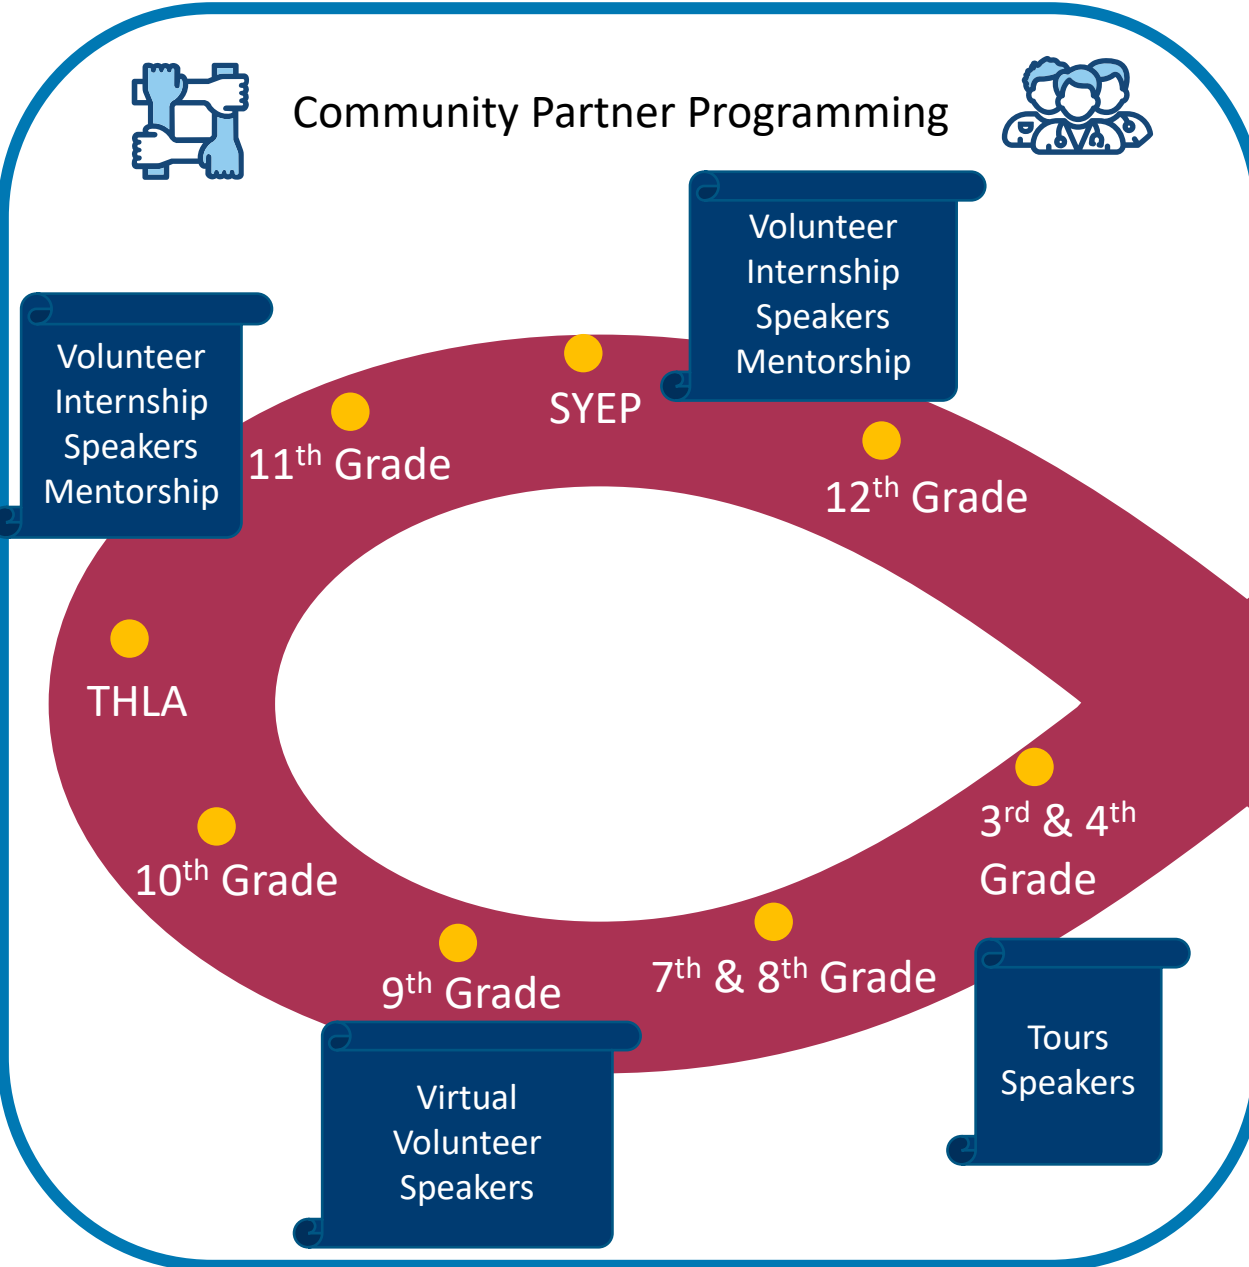 Community Partner Programming
Volunteer
Internship
Speakers
Mentorship
Volunteer
Internship
Speakers
Mentorship
SYEP
11th Grade
12th Grade
THLA
3rd & 4th
Grade
10th Grade
7th & 8th Grade
9th Grade
Tours
Speakers
Virtual
Volunteer
Speakers